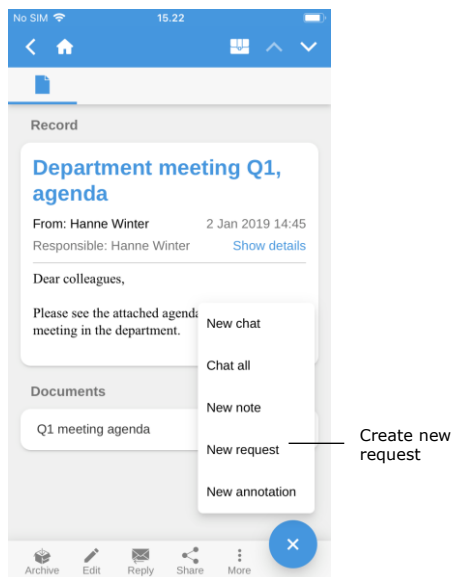 No SIM 15.22
Record
Department meeting Q1,
agenda
From: Hanne Winter 2 Jan 2019 14:45
Responsible: Hanne Winter Show details
Dear colleagues,
Please see the attached agenda
meeting in the department.
New chat
Chat all
Documents
New note
Q1 meeting agenda
New request
Create new
request
New annotation
Archive Edit Reply Share More